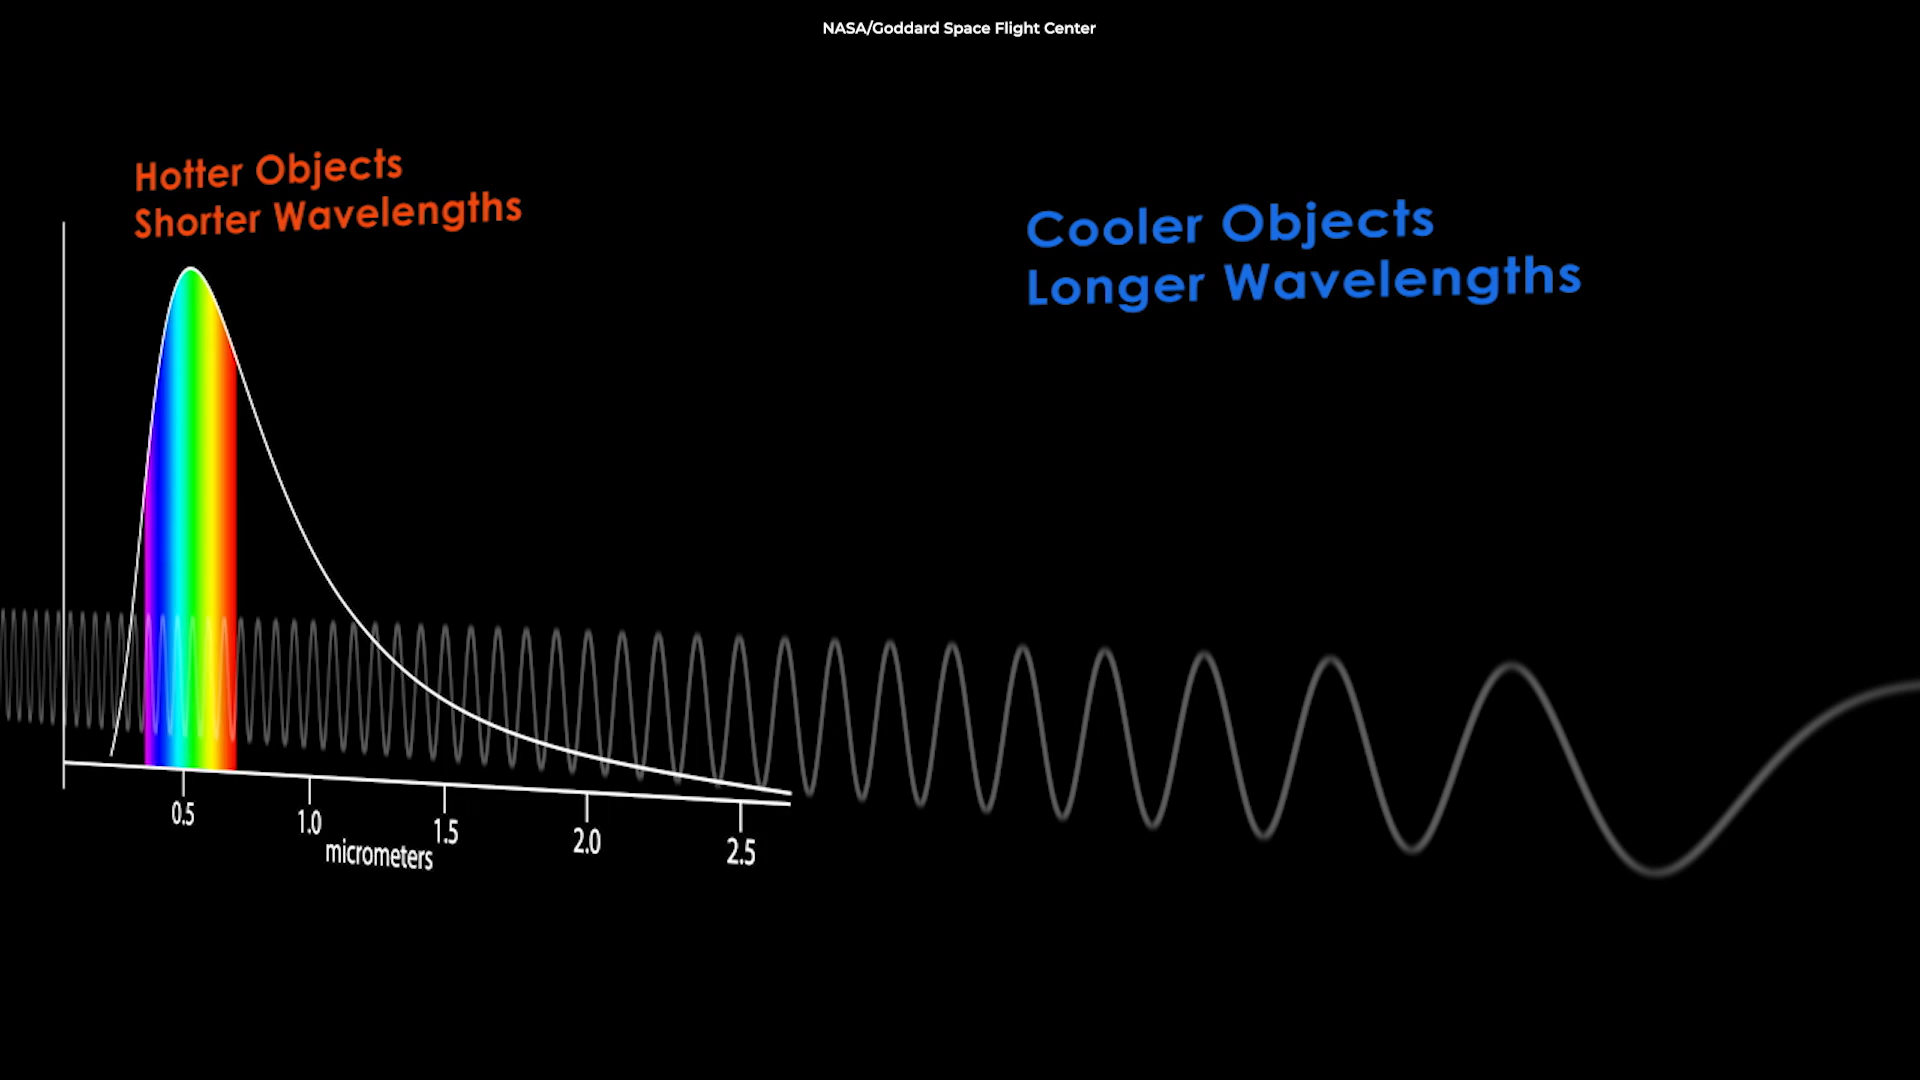 NASA/Goddard Space Flight Center
Hotter Objects
Shorter Wavelengths
Cooler Objects
Longer Wavelengths
0.5
1.0
1.5
2.0
2.5
micrometers